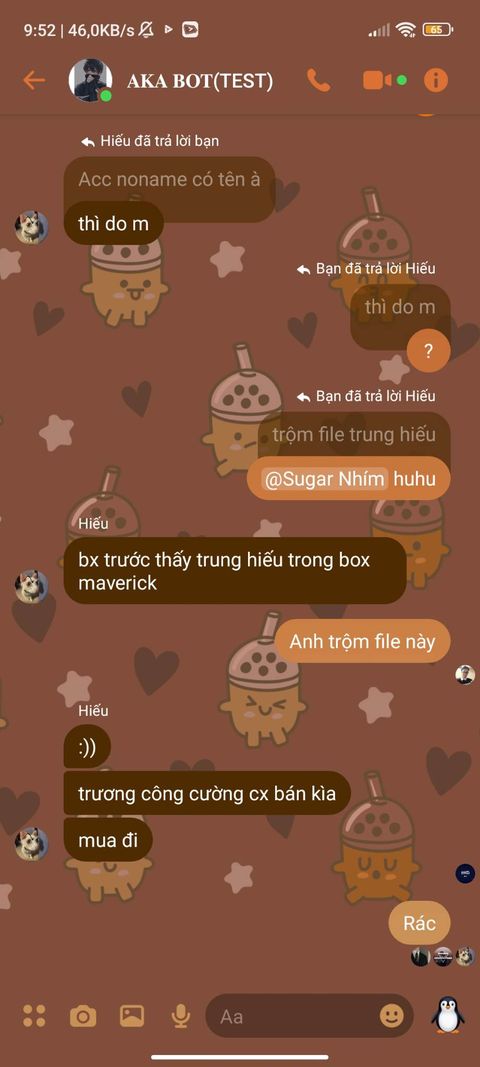 9:52 | 46,0KB/s
65
AKA BOT(TEST)
Hiếu đã trả lời bạn
Acc noname có tên à
thì do m
Bạn đã trả lời Hiếu
thì do m
?
Bạn đã trả lời Hiếu
trộm file trung hiếu
@Sugar Nhím huhu
Hiếu
bx trước thấy trung hiếu trong box
maverick
Anh trộm file này
Hiếu
:))
trương công cường cx bán kìa
mua đi
Rác
Aa